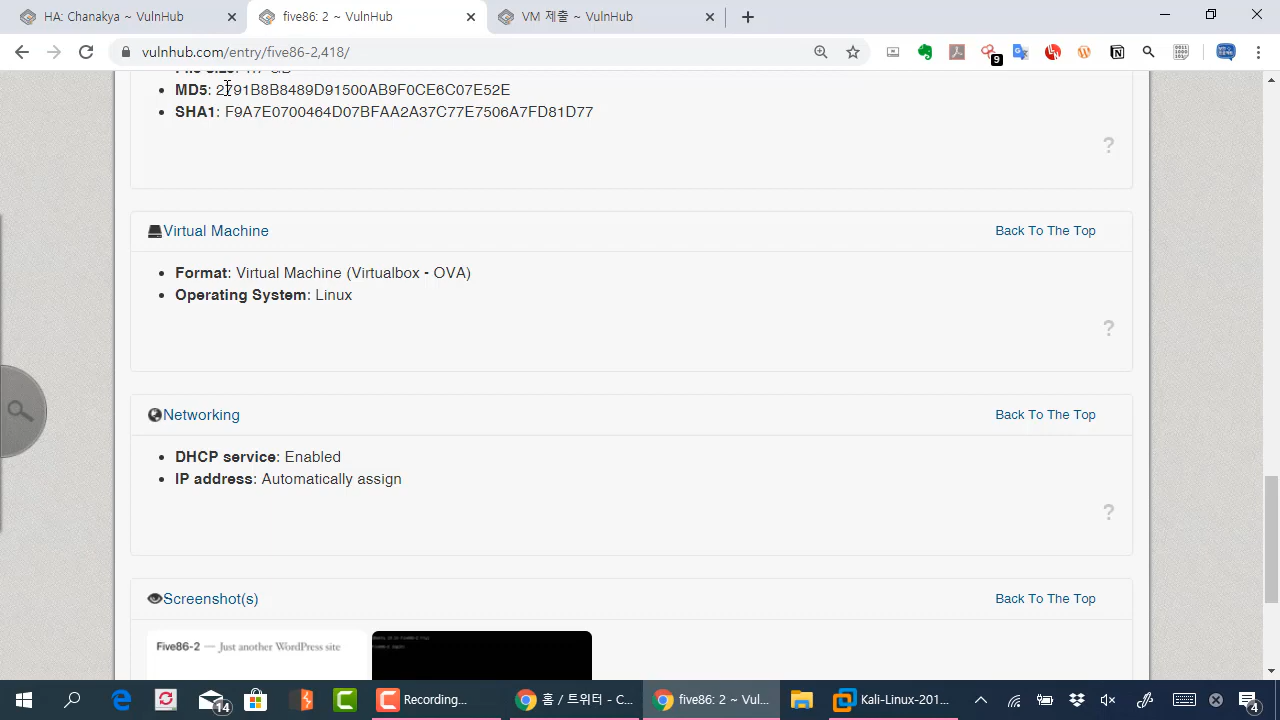 HA: Chanakya ~ VulnHub
five86: 2 ~ VulnHub
VM 제출 ~ VulnHub
vulnhub.com/entry/five86-2,418/
9
MD5:
SHA1: F9A7E0700464D07BFAA2A37C77E7506A7FD81D77
?
Virtual Machine
Back To The Top
Format: Virtual Machine (Virtualbox - OVA)
Operating System: Linux
?
Networking
Back To The Top
DHCP service: Enabled
IP address: Automatically assign
?
Screenshot(s)
Back To The Top
Five86-2 — Just another WordPress site
14
Recording...
/ 트위터 - C...
five86: 2 ~ Vul...
Kali-Linux-201...
4